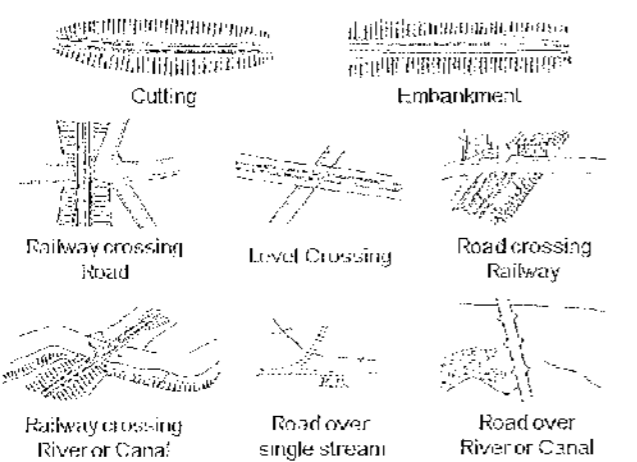 Cutting
Embankment
Railway crossing
Road
Level Crossing
Road crossing
Railway
Railway crossing
River or Canal
Road over
single stream
Road over
River or Canal